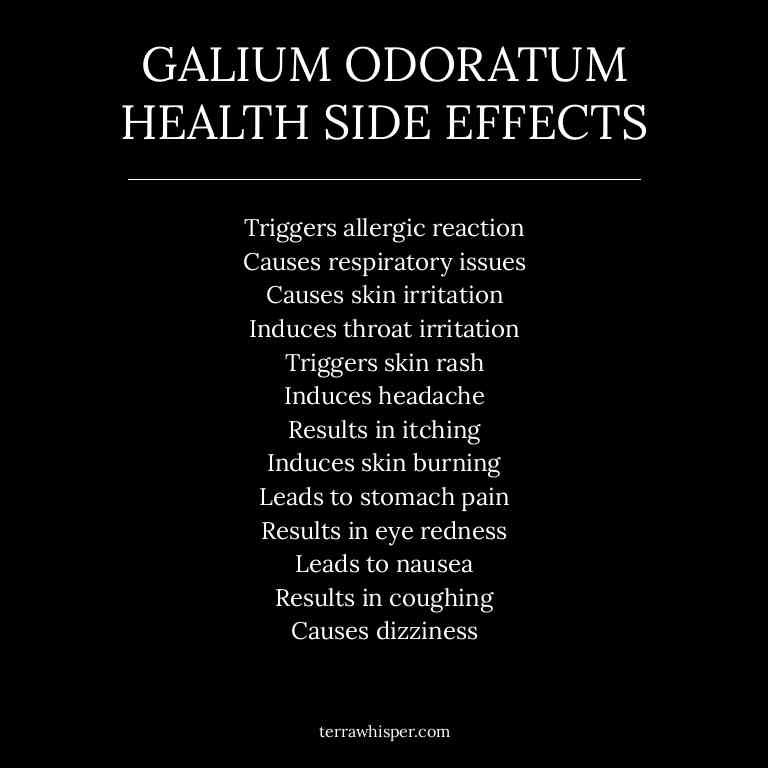 GALIUM ODORATUM
HEALTH SIDE EFFECTS
Triggers allergic reaction
Causes respiratory issues
Causes skin irritation
Induces throat irritation
Triggers skin rash
Induces headache
Results in itching
Induces skin burning
Leads to stomach pain
Results in eye redness
Leads to nausea
Results in coughing
Causes dizziness
terrawhisper.com